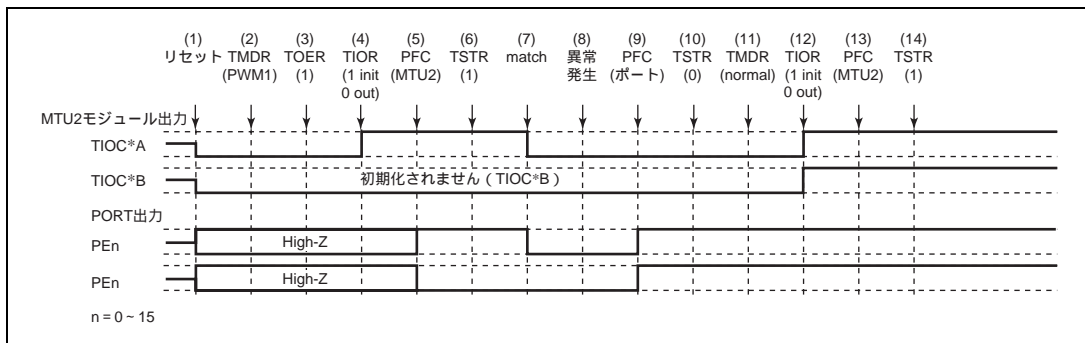 (1) (2) (3) (4) (5) (6) (7) (8) (9) (10) (11) (12) (13) (14)
リセット TMDR TOER TIOR PFC TSTR match 異常 PFC TSTR TMDR TIOR PFC TSTR
(PWM1) (1) (1 init (MTU2) (1) 発生 (ポート) (0) (normal) (1 init (MTU2) (1)
0 out) 0 out)
MTU2モジュール出力
TIOC*A
TIOC*B 初期化されません（TIOC*B）
PORT出力
PEn High-Z
PEn High-Z
n = 0 ~ 15